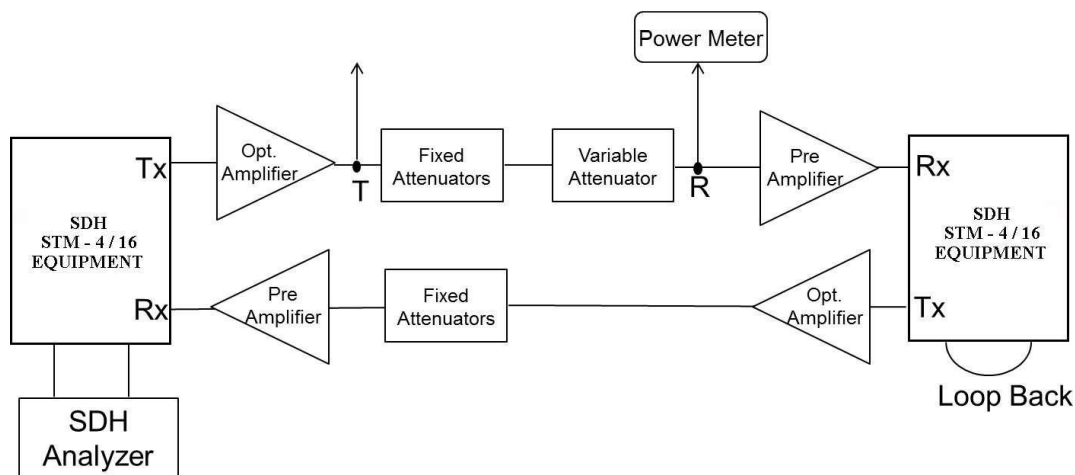 Power Meter
Tx
Opt.
Amplifier
T
Fixed
Attenuators
Variable
Attenuator
R
Pre
Amplifier
Rx
SDH
STM - 4 / 16
EQUIPMENT
SDH
STM - 4 / 16
EQUIPMENT
Rx
Pre
Amplifier
Fixed
Attenuators
Opt.
Amplifier
Tx
Loop Back
SDH
Analyzer